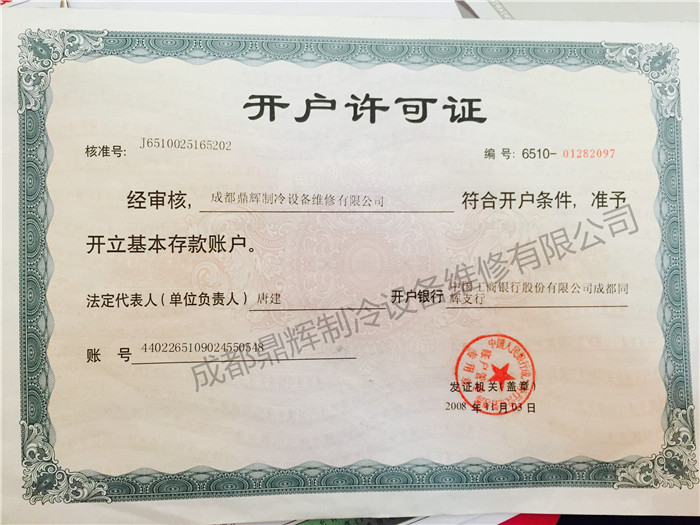 开户许可证
核准号: J6510025165202 编号: 6510-01282097
经审核, 成都鼎辉制冷设备维修有限公司 符合开户条件, 准予
开立基本存款账户。
法定代表人(单位负责人) 唐建 开户银行 中国工商银行股份有限公司成都同
辉支行
账 号 4402265109024550548
发证机关(盖章)
2008 年 11 月 03 日
成都鼎辉制冷设备维修有限公司